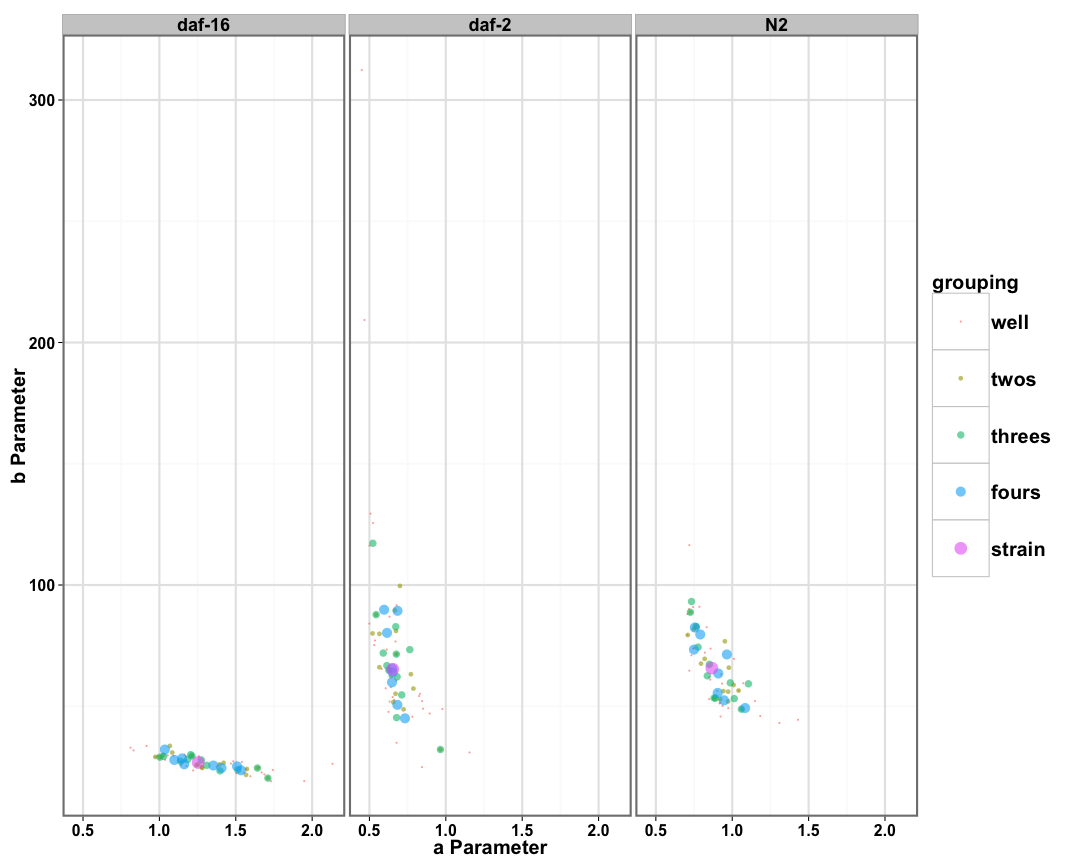 daf-16 daf-2 N2
300
200
100
b Parameter
0.5 1.0 1.5 2.0 0.5 1.0 1.5 2.0 0.5 1.0 1.5 2.0
a Parameter
grouping
well
twos
threes
fours
strain